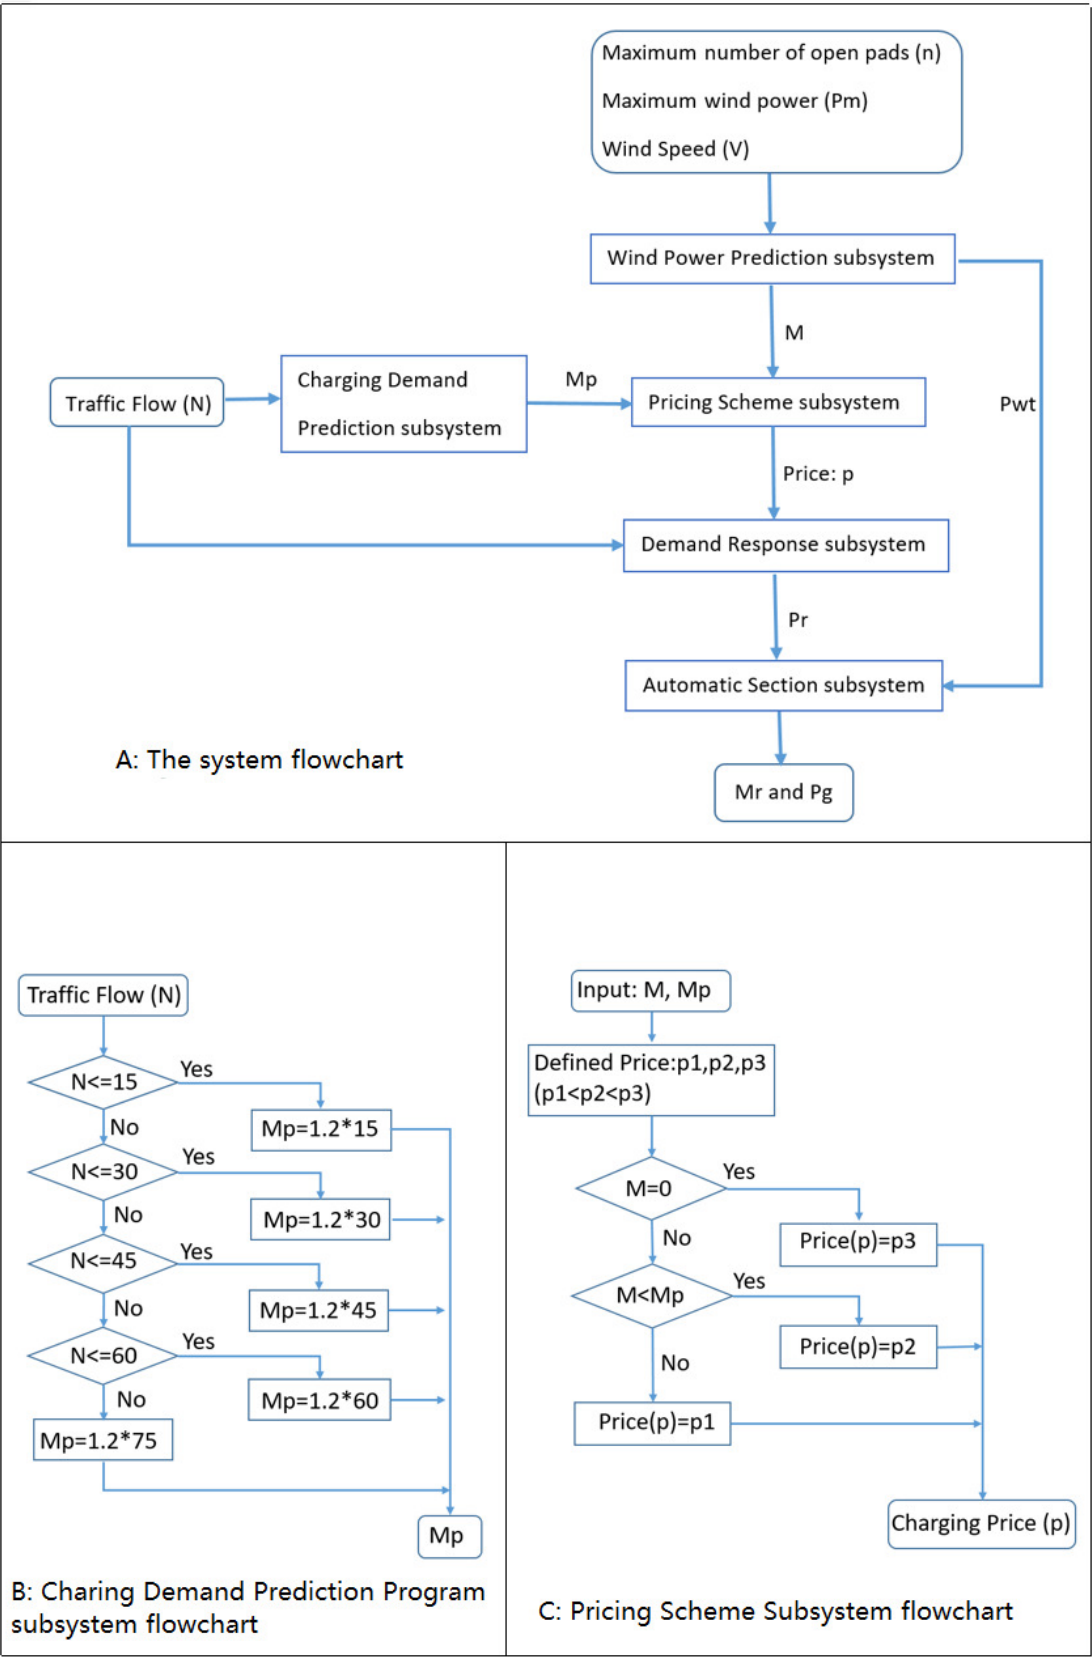 Maximum number of open pads (n)
Maximum wind power (Pm)
Wind Speed (V)
Wind Power Prediction subsystem
M
Charging Demand
Prediction subsystem
Mp
Traffic Flow (N)
Pricing Scheme subsystem
Pwt
Price: p
Demand Response subsystem
Pr
Automatic Section subsystem
A: The system flowchart
Mr and Pg
Traffic Flow (N)
N<=15
Yes
Mp=1.2*15
No
N<=30
Yes
Mp=1.2*30
No
N<=45
Yes
Mp=1.2*45
No
N<=60
Yes
Mp=1.2*60
No
Mp=1.2*75
Mp
B: Charing Demand Prediction Program
subsystem flowchart
Input: M, Mp
Defined Price:p1,p2,p3
(p1<p2<p3)
M=0
Yes
Price(p)=p3
No
M<Mp
Yes
Price(p)=p2
No
Price(p)=p1
Charging Price (p)
C: Pricing Scheme Subsystem flowchart